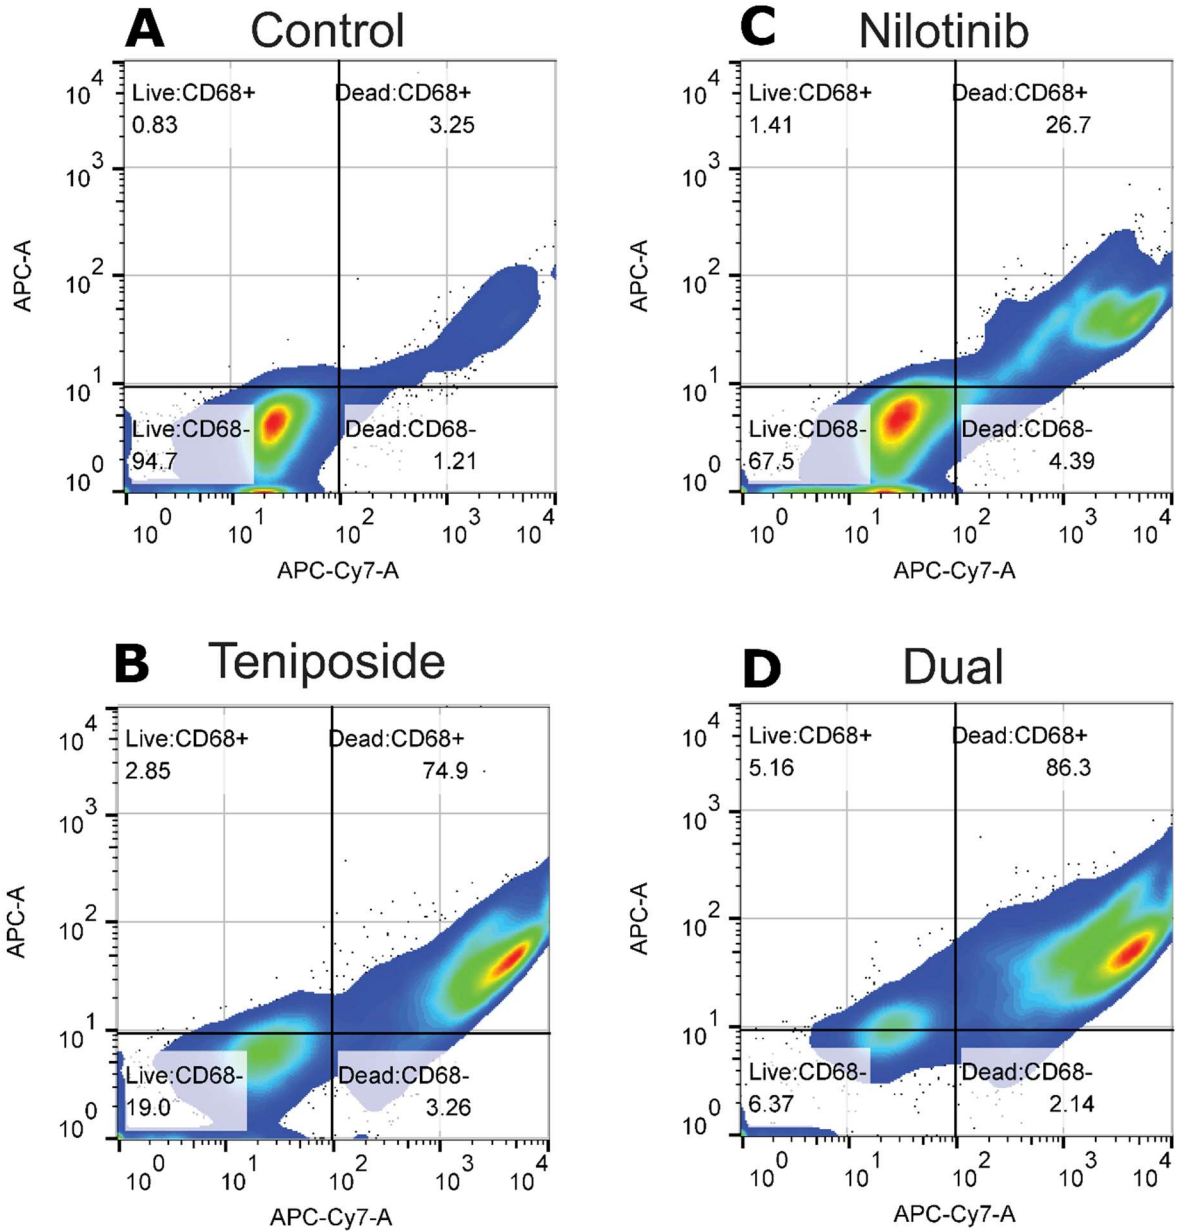 A Control
Live:CD68+ Dead:CD68+
0.83 3.25
10 4
10 3
10 2
10 1
10 0
APC-A
Live:CD68- Dead:CD68-
94.7 1.21
10 0 10 1 10 2 10 3 10 4
APC-Cy7-A
C Nilotinib
Live:CD68+ Dead:CD68+
1.41 26.7
10 4
10 3
10 2
10 1
10 0
APC-A
Live:CD68- Dead:CD68-
67.5 4.39
10 0 10 1 10 2 10 3 10 4
APC-Cy7-A
B Teniposide
Live:CD68+ Dead:CD68+
2.85 74.9
10 4
10 3
10 2
10 1
10 0
APC-A
Live:CD68- Dead:CD68-
19.0 3.26
10 0 10 1 10 2 10 3 10 4
APC-Cy7-A
D Dual
Live:CD68+ Dead:CD68+
5.16 86.3
10 4
10 3
10 2
10 1
10 0
APC-A
Live:CD68- Dead:CD68-
6.37 2.14
10 0 10 1 10 2 10 3 10 4
APC-Cy7-A